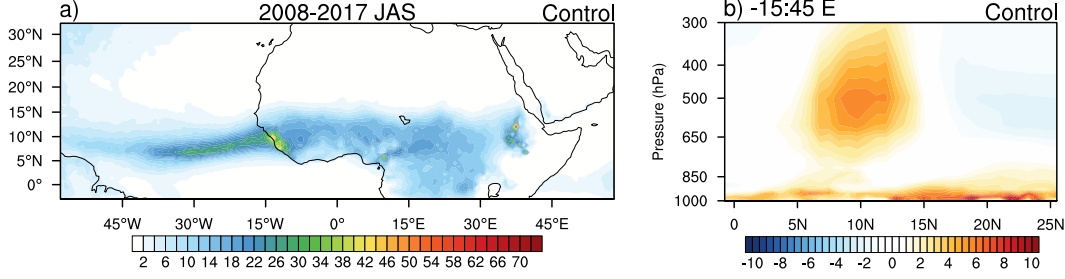 a) 2008-2017 JAS Control
30°N
25°N
20°N
15°N
10°N
5°N
0°
45°W 30°W 15°W 0° 15°E 30°E 45°E
2 6 10 14 18 22 26 30 34 38 42 46 50 54 58 62 66 70
b) -15:45 E Control
Pressure (hPa)
300
400
500
650
850
1000
0 5N 10N 15N 20N 25N
-10 -8 -6 -4 -2 0 0 2 4 6 8 10